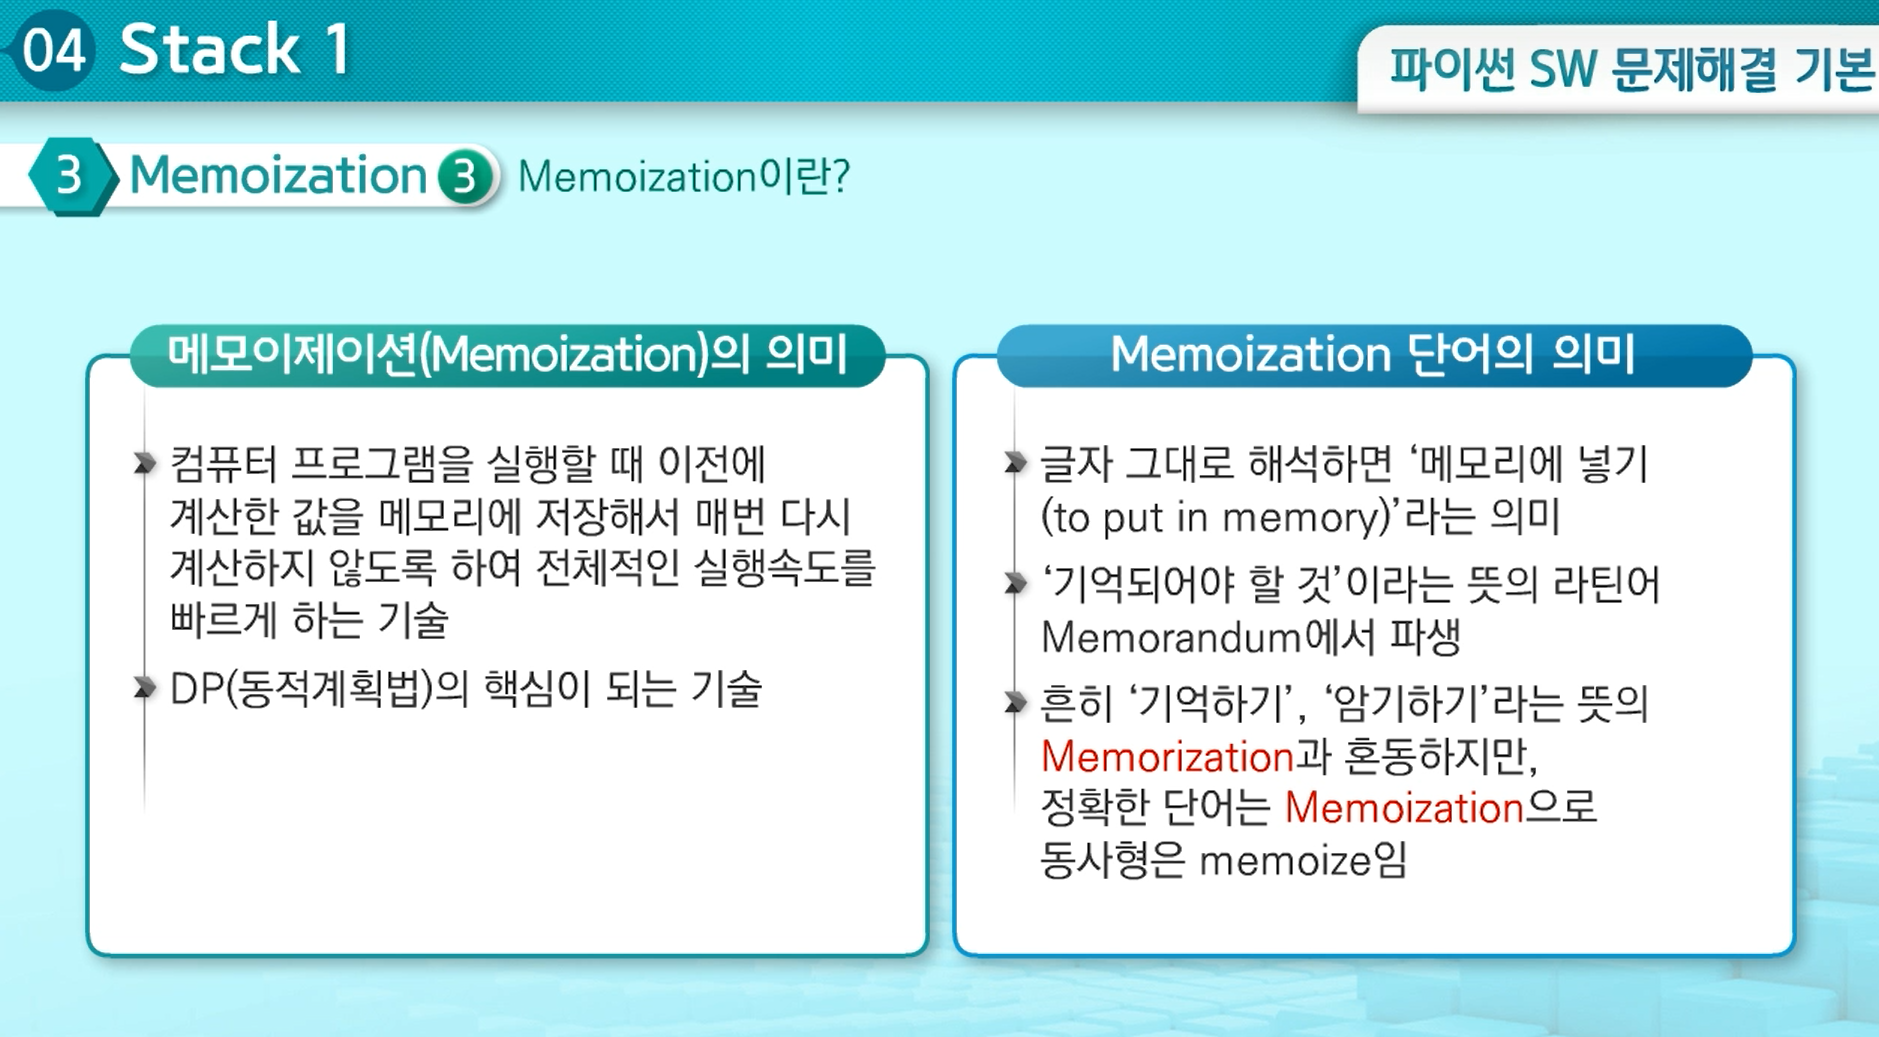 04 Stack 1
파이썬 SW 문제해결 기본
3 Memoization 3 Memoization이란?
메모이제이션(Memoization)의 의미
컴퓨터 프로그램을 실행할 때 이전에
계산한 값을 메모리에 저장해서 매번 다시
계산하지 않도록 하여 전체적인 실행속도를
빠르게 하는 기술
DP(동적계획법)의 핵심이 되는 기술
Memoization 단어의 의미
글자 그대로 해석하면 ‘메모리에 넣기
(to put in memory)’라는 의미
‘기억되어야 할 것’이라는 뜻의 라틴어
Memorandum에서 파생
흔히 ‘기억하기’, ‘암기하기’라는 뜻의
Memorization과 혼동하지만,
정확한 단어는 Memoization으로
동사형은 memoize임